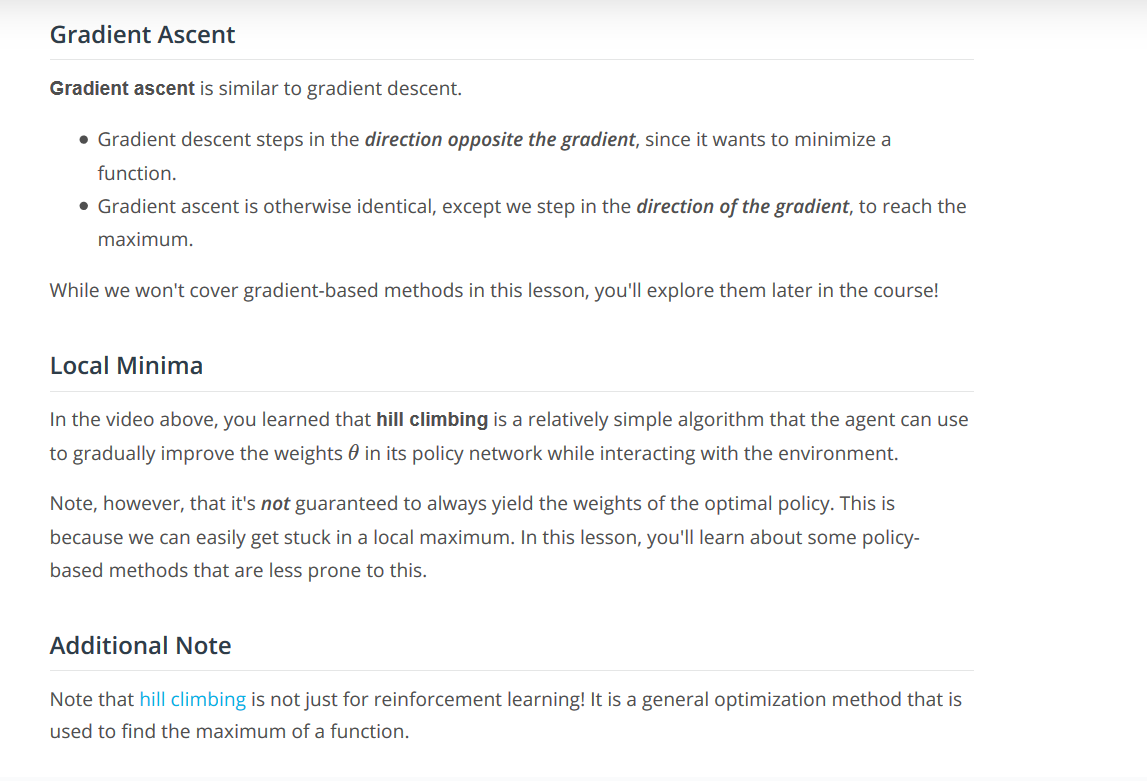 Gradient Ascent
Gradient ascent is similar to gradient descent.
Gradient descent steps in the direction opposite the gradient, since it wants to minimize a
function.
Gradient ascent is otherwise identical, except we step in the direction of the gradient, to reach the
maximum.
While we won't cover gradient-based methods in this lesson, you'll explore them later in the course!
Local Minima
In the video above, you learned that hill climbing is a relatively simple algorithm that the agent can use
to gradually improve the weights θ in its policy network while interacting with the environment.
Note, however, that it's not guaranteed to always yield the weights of the optimal policy. This is
because we can easily get stuck in a local maximum. In this lesson, you'll learn about some policy-
based methods that are less prone to this.
Additional Note
Note that hill climbing is not just for reinforcement learning! It is a general optimization method that is
used to find the maximum of a function.